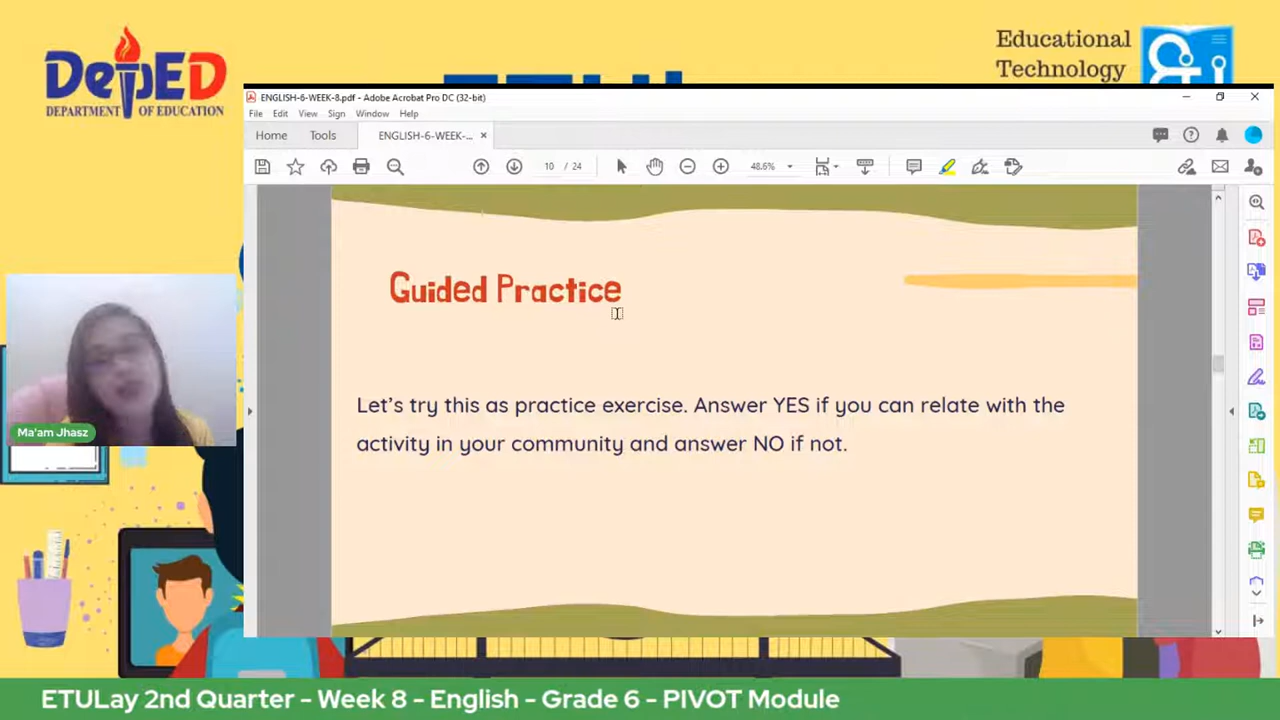 DepED
DEPARTMENT OF EDUCATION
Educational
Technology
ENGLISH-6-WEEK-8.pdf - Adobe Acrobat Pro DC (32-bit)
File Edit View Sign Window Help
Home Tools ENGLISH-6-WEEK-... ×
10 / 24 48.6%
Guided Practice
Let's try this as practice exercise. Answer YES if you can relate with the
activity in your community and answer NO if not.
Ma'am Jhasz
ETULay 2nd Quarter - Week 8 - English - Grade 6 - PIVOT Module